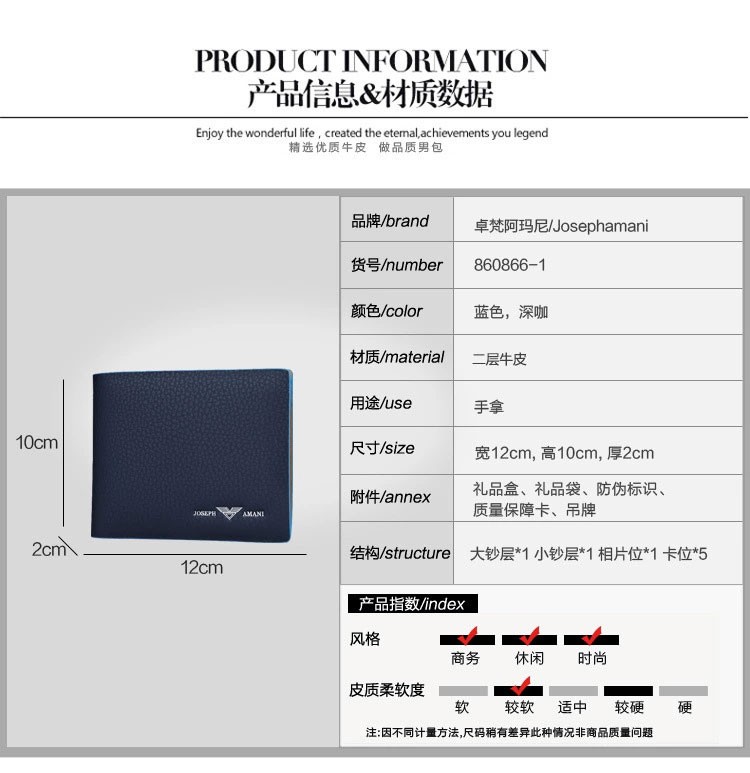 PRODUCT INFORMATION
产品信息&材质数据
Enjoy the wonderful life , created the eternal,achievements you legend
精选优质牛皮 做品质男包
品牌/brand 卓梵阿玛尼/Josephamani
货号/number 860866-1
颜色/color 蓝色，深咖
材质/material 二层牛皮
用途/use 手拿
尺寸/size 宽12cm, 高10cm, 厚2cm
附件/annex 礼品盒、礼品袋、防伪标识、
质量保障卡、吊牌
结构/structure 大钞层*1 小钞层*1 相片位*1 卡位*5
10cm
JOSEPH AMANI
2cm
12cm
产品指数/index
风格
商务 休闲 时尚
皮质柔软度
软 较软 适中 较硬 硬
注:因不同计量方法,尺码稍有差异此种情况非商品质量问题